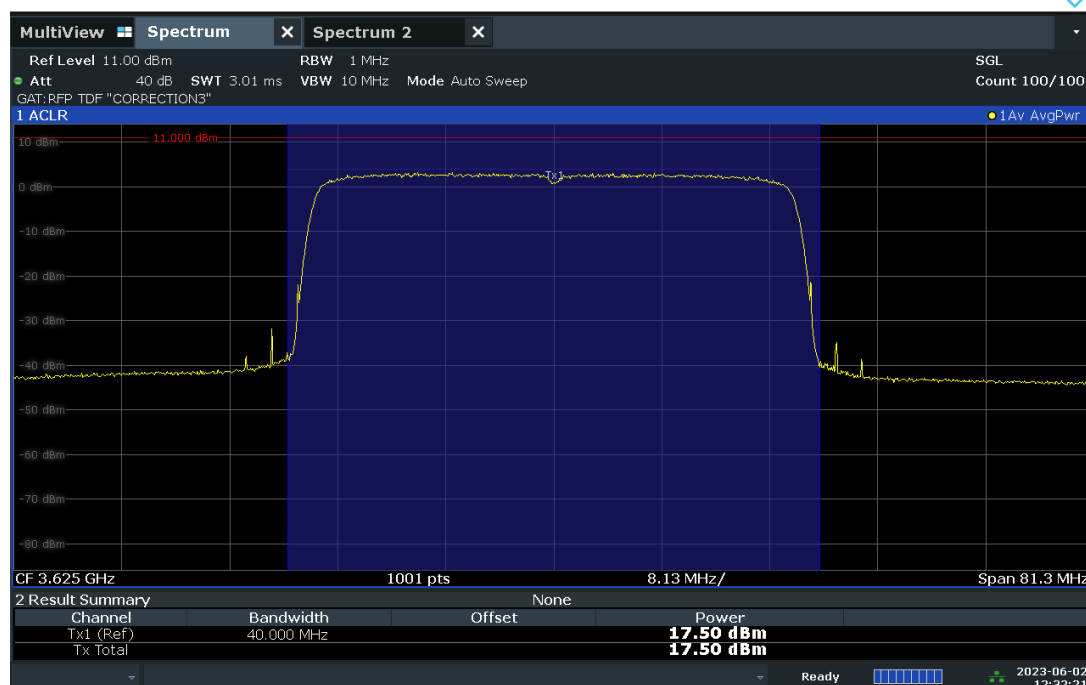 MultiView Spectrum × Spectrum 2 ×
Ref Level 11.00 dBm RBW 1 MHz SGL
Att 40 dB SWT 3.01 ms VBW 10 MHz Mode Auto Sweep Count 100/100
GAT:RFP TDF "CORRECTION3"
1 ACLR 1Av AvgPwr
10 dBm 11.000 dBm
Tx1
0 dBm
-10 dBm
-20 dBm
-30 dBm
-40 dBm
-50 dBm
-60 dBm
-70 dBm
-80 dBm
CF 3.625 GHz 1001 pts 8.13 MHz/ Span 81.3 MHz
2 Result Summary None
Channel Bandwidth Offset Power
Tx1 (Ref) 40.000 MHz 17.50 dBm
Tx Total 17.50 dBm
Ready 2023-06-02
12:32:21